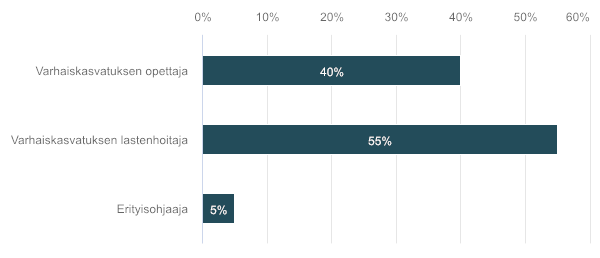 0% 10% 20% 30% 40% 50% 60%
Varhaiskasvatuksen opettaja 40%
Varhaiskasvatuksen lastenhoitaja 55%
Erityisohjaaja 5%